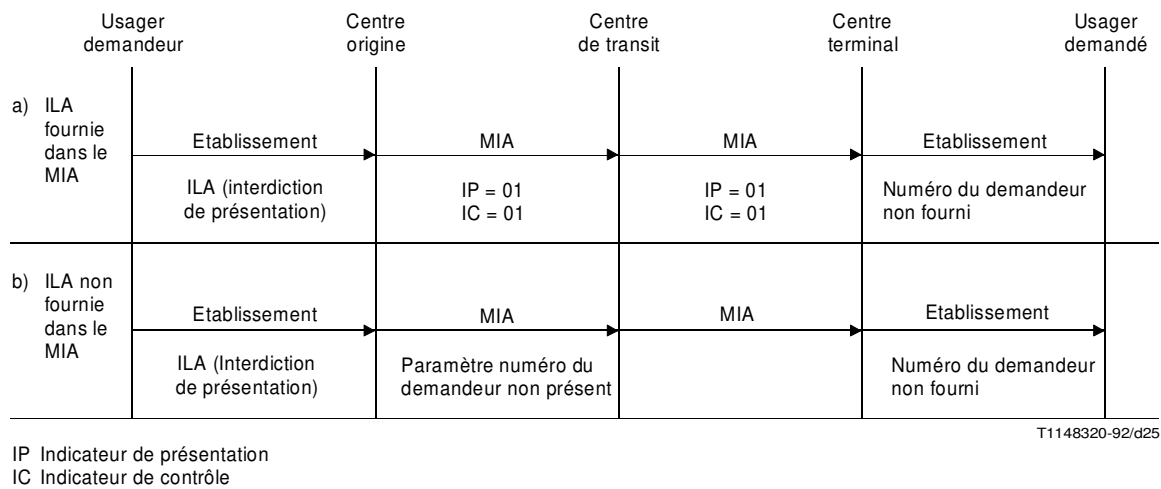 Usager
demandeur
Centre
origine
Centre
de transit
Centre
terminal
Usager
demandé
a) ILA
fournie
dans le
MIA
Etablissement
MIA
MIA
Etablissement
ILA (interdiction
de présentation)
IP = 01
IC = 01
IP = 01
IC = 01
Numéro du demandeur
non fourni
b) ILA non
fournie
dans le
MIA
Etablissement
MIA
MIA
Etablissement
ILA (Interdiction
de présentation)
Paramètre numéro du
demandeur non présent
Numéro du demandeur
non fourni
T1148320-92/d25
IP Indicateur de présentation
IC Indicateur de contrôle